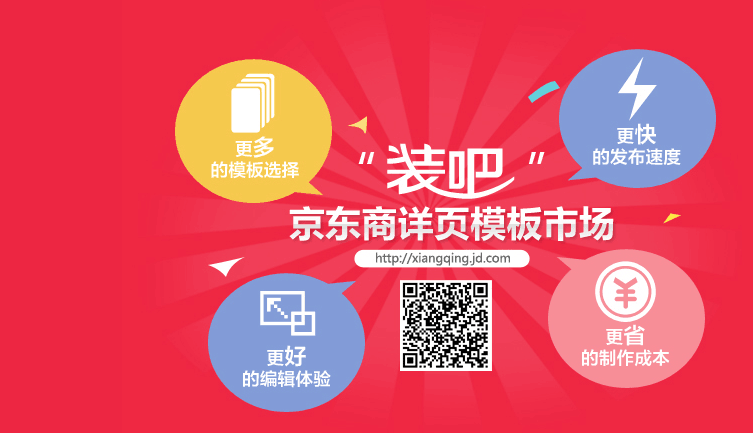 更多
的模板选择
更快
的发布速度
“装吧”
京东商详页模板市场
http://xiangqing.jd.com
更好
的编辑体验
更省
的制作成本